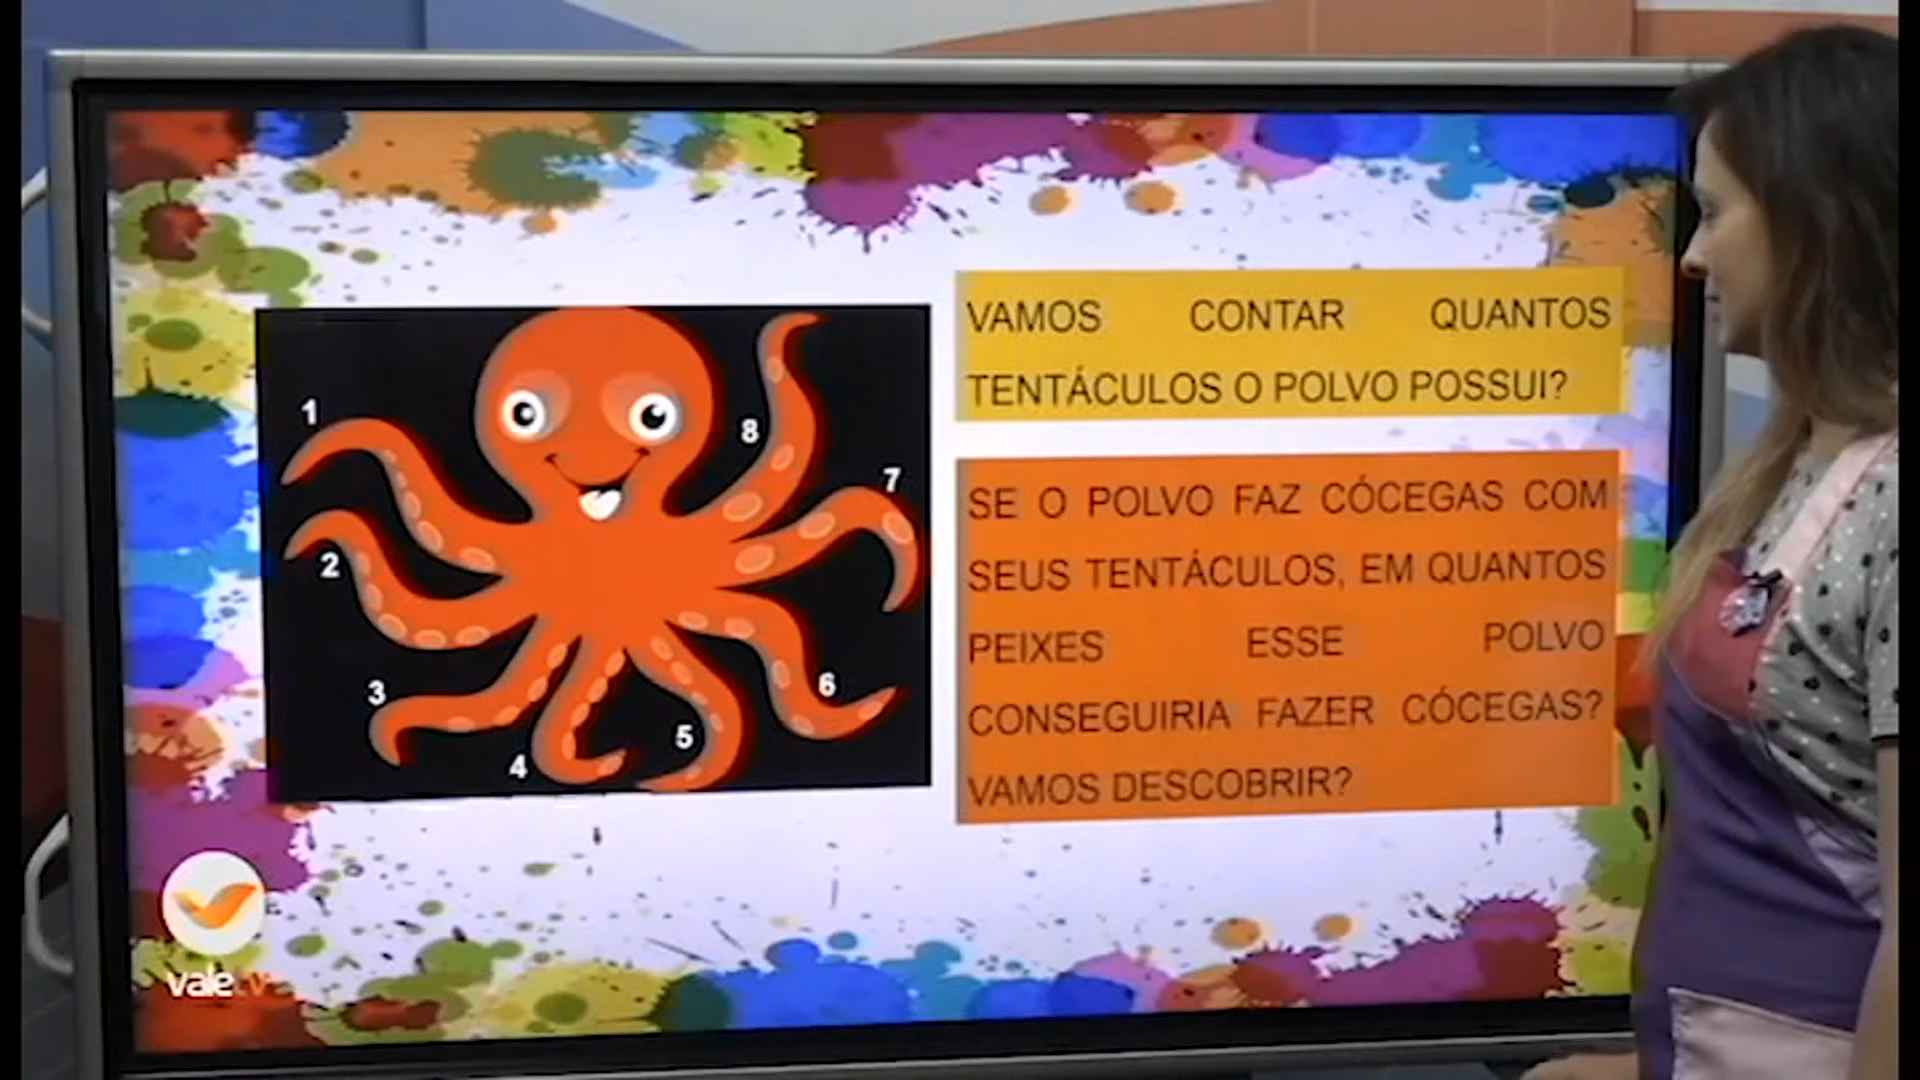 VAMOS CONTAR QUANTOS
TENTÁCULOS O POLVO POSSUI?
SE O POLVO FAZ CÓCEGAS COM
SEUS TENTÁCULOS, EM QUANTOS
PEIXES ESSE POLVO
CONSEGUIRIA FAZER CÓCEGAS?
VAMOS DESCOBRIR?
1
2
3
4
5
6
7
8
vale.tv